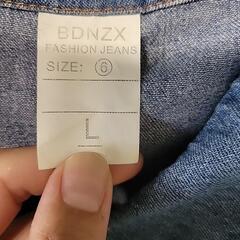 BDNZX
FASHION JEANS
SIZE: ⑥
L